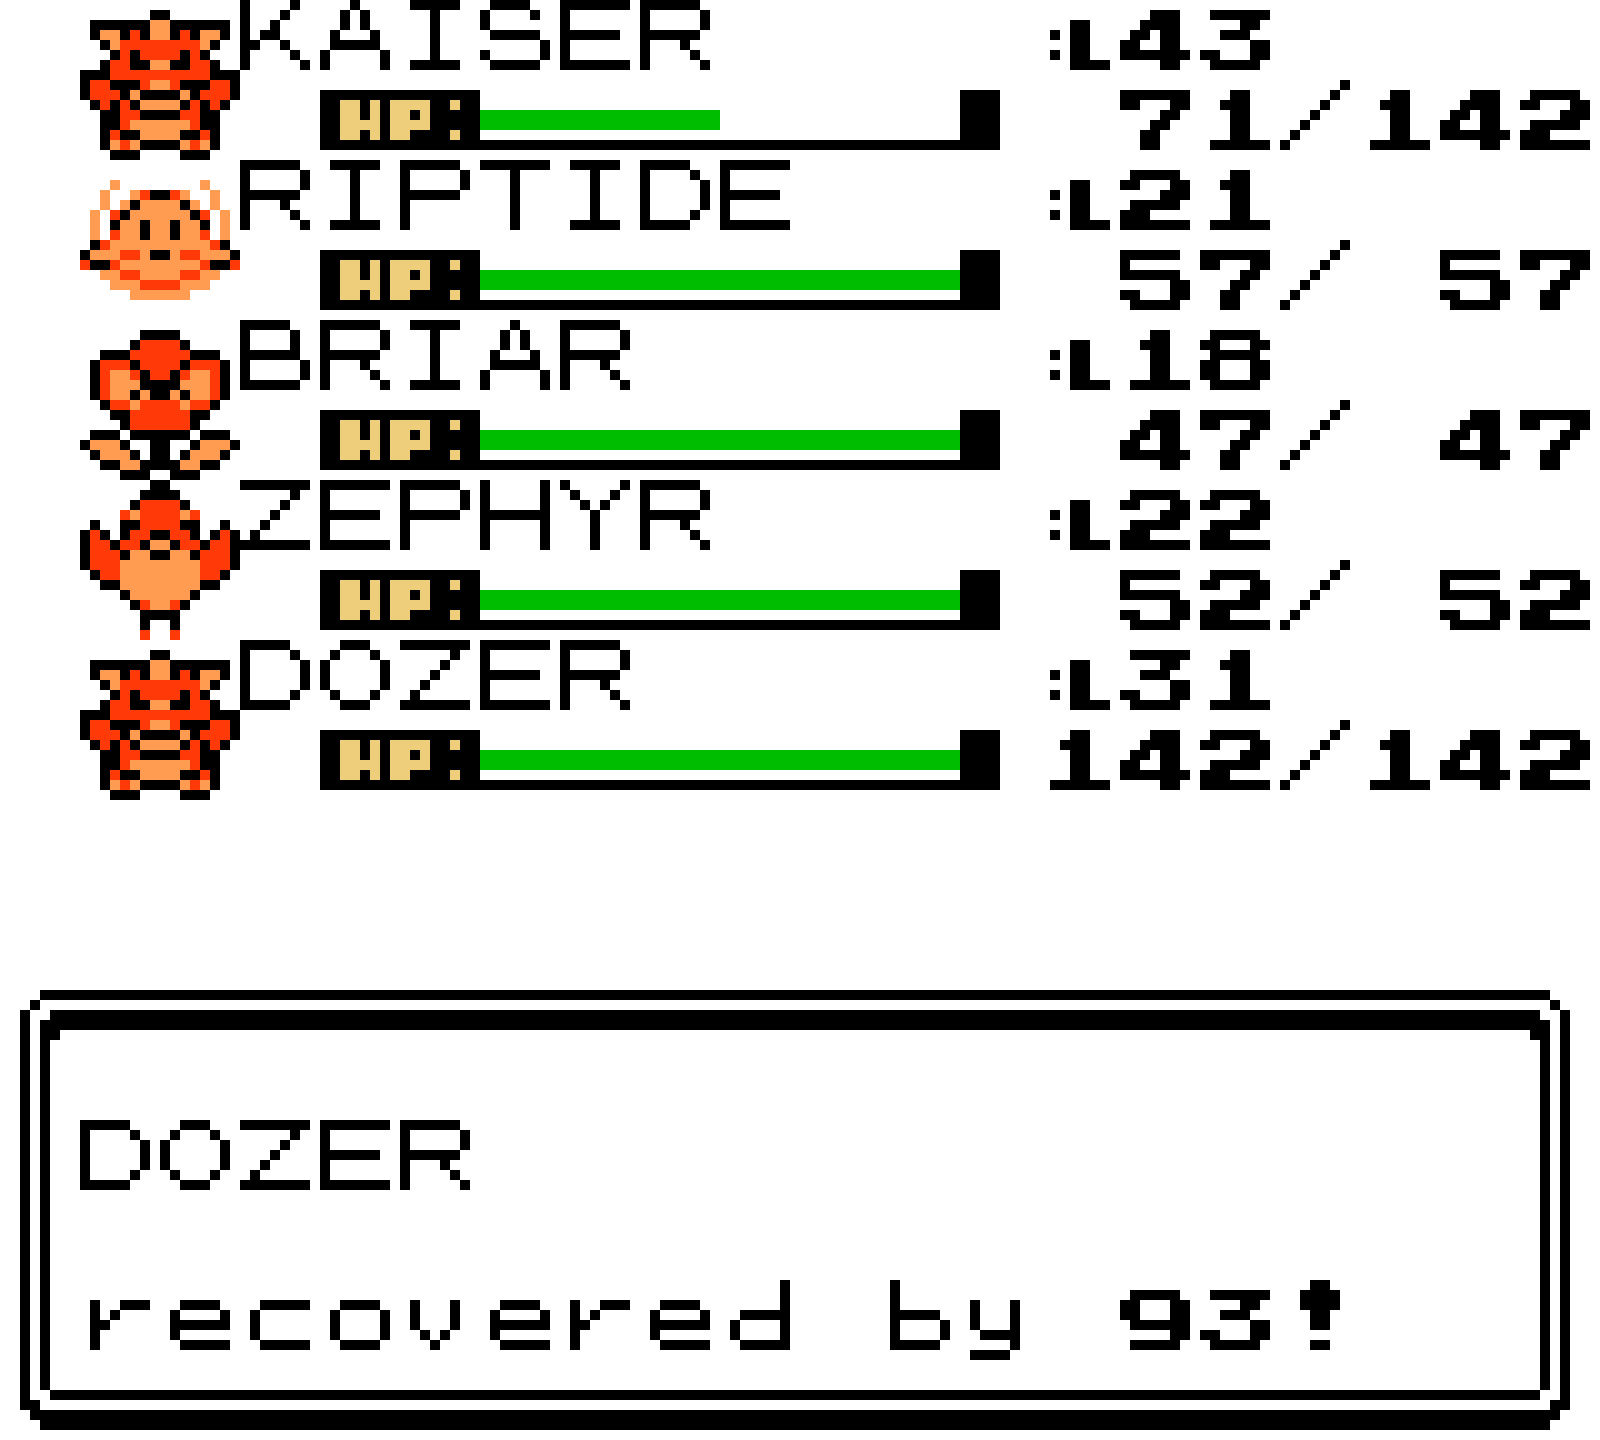 KAISER :L43
HP: 71/142
RIPTIDE :L21
HP: 57/ 57
BRIAR :L18
HP: 47/ 47
ZEPHYR :L22
HP: 52/ 52
DOZER :L31
HP: 142/142
DOZER
recovered by 93!